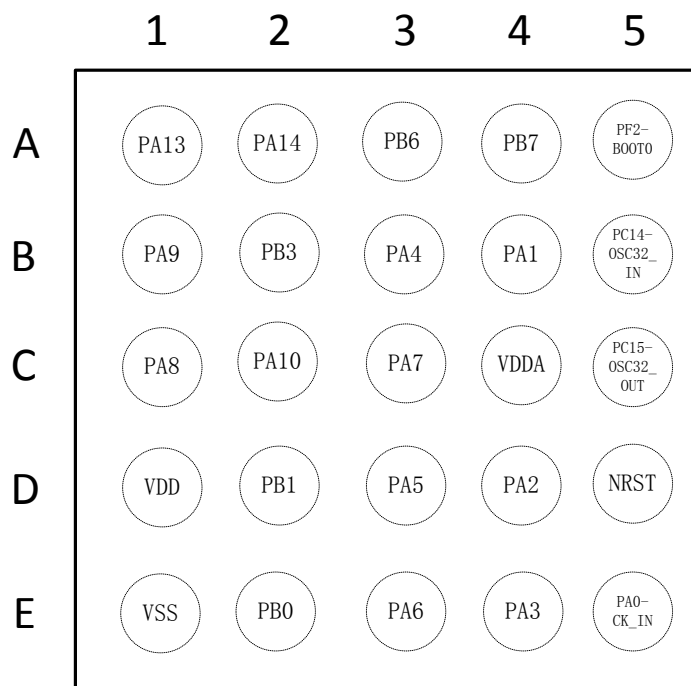 1 2 3 4 5
A PA13 PA14 PB6 PB7 PF2-
BOOT0
B PA9 PB3 PA4 PA1 PC14-
OSC32_
IN
C PA8 PA10 PA7 VDDA PC15-
OSC32_
OUT
D VDD PB1 PA5 PA2 NRST
E VSS PB0 PA6 PA3 PA0-
CK_IN